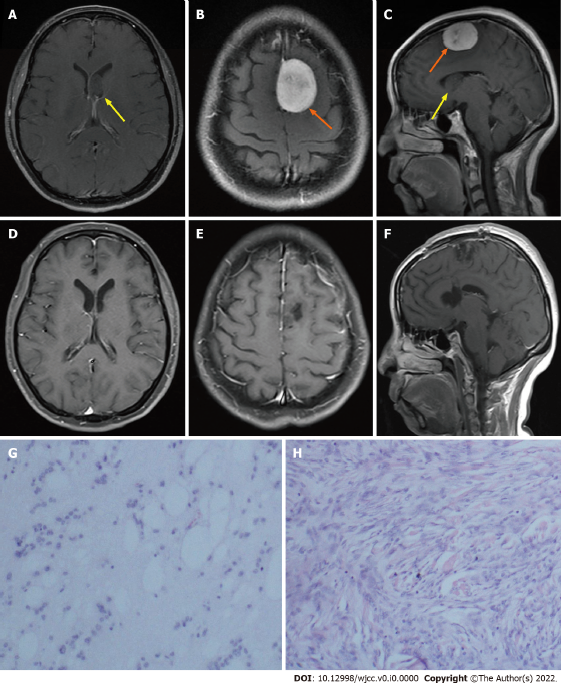 A
B
C
D
E
F
G
H
DOI: 10.12998/wjcc.v0.i0.0000 Copyright ©The Author(s) 2022.